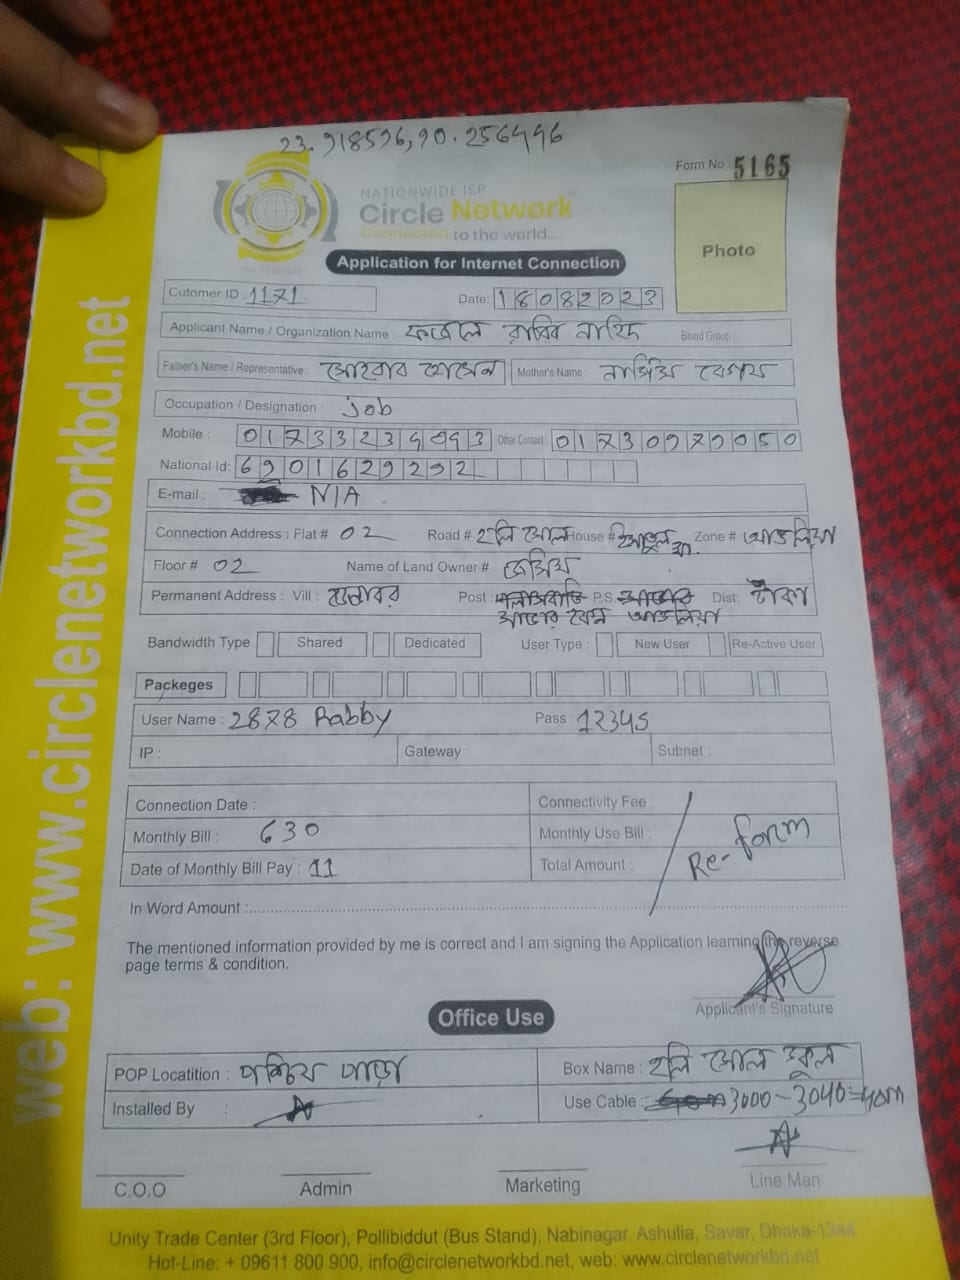 23.918596,90.256996
Form No 5165
NATIONWIDE ISP
Circle Network
Connected to the world....
Photo
Application for Internet Connection
Cutomer ID : 1171 Date: 18082023
Applicant Name / Organization Name : ফজলে রাব্বি নাহিদ Blood Group :
Father's Name / Representative : সোহরাব হোসেন Mother's Name : বেগম
Occupation / Designation : Job
Mobile : Other Contact :
National Id: 6901629292
E-mail : N/A
Connection Address : Flat # 02 Road # হলি সোল House # Zone # আশুলিয়া
Floor # 02 Name of Land Owner #
Permanent Address : Vill : Post : P.S. Dist: ঢাকা
সাভার আশুলিয়া
Bandwidth Type Shared Dedicated User Type : New User Re-Active User
Packeges
User Name : 2878 Rabby Pass : 12345
IP : Gateway : Subnet :
Connection Date : Connectivity Fee :
Monthly Bill : 630 Monthly Use Bill :
Date of Monthly Bill Pay : 11 Total Amount : Re-form
In Word Amount :
The mentioned information provided by me is correct and I am signing the Application learning the reverse
page terms & condition.
Applicant's Signature
Office Use
POP Locatition : পশ্চিম পাড়া Box Name : হলি সোল স্কুল
Installed By : Use Cable : 3000-3040=40m
C.O.O Admin Marketing Line Man
Unity Trade Center (3rd Floor), Pollibiddut (Bus Stand), Nabinagar, Ashulia, Savar, Dhaka-1344
Hot-Line: + 09611 800 900, info@circlenetworkbd.net, web: www.circlenetworkbd.net
web: www.circlenetworkbd.net